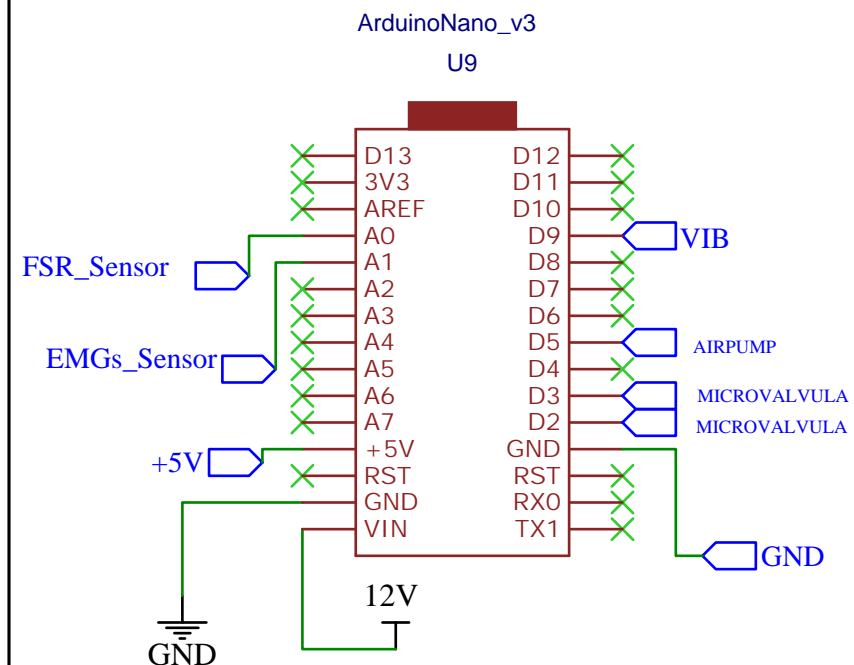 ArduinoNano_v3
U9
D13 D12
3V3 D11
AREF D10
A0 D9 VIB
FSR_Sensor
A1 D8
A2 D7
A3 D6
A4 D5 AIRPUMP
EMGs_Sensor
A5 D4
A6 D3 MICROVALVULA
A7 D2 MICROVALVULA
+5V +5V GND
RST RST
GND RX0
VIN TX1
GND
12V
GND